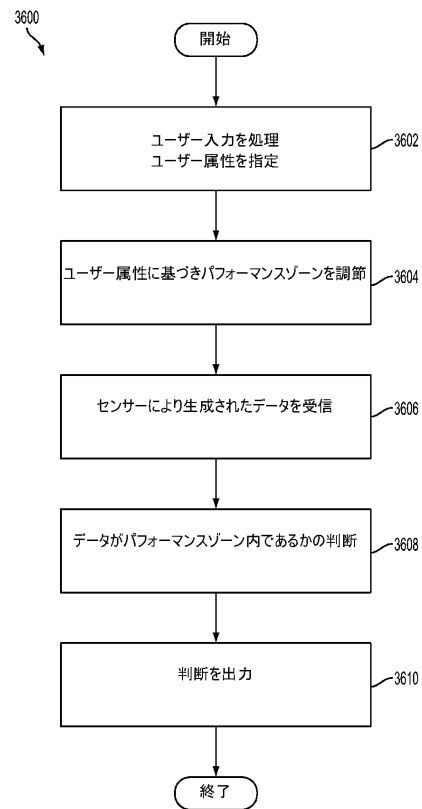 3600
開始
ユーザー入力を処理
ユーザー属性を指定
3602
ユーザー属性に基づきパフォーマンスゾーンを調節
3604
センサーにより生成されたデータを受信
3606
データがパフォーマンスゾーン内であるかの判断
3608
判断を出力
3610
終了